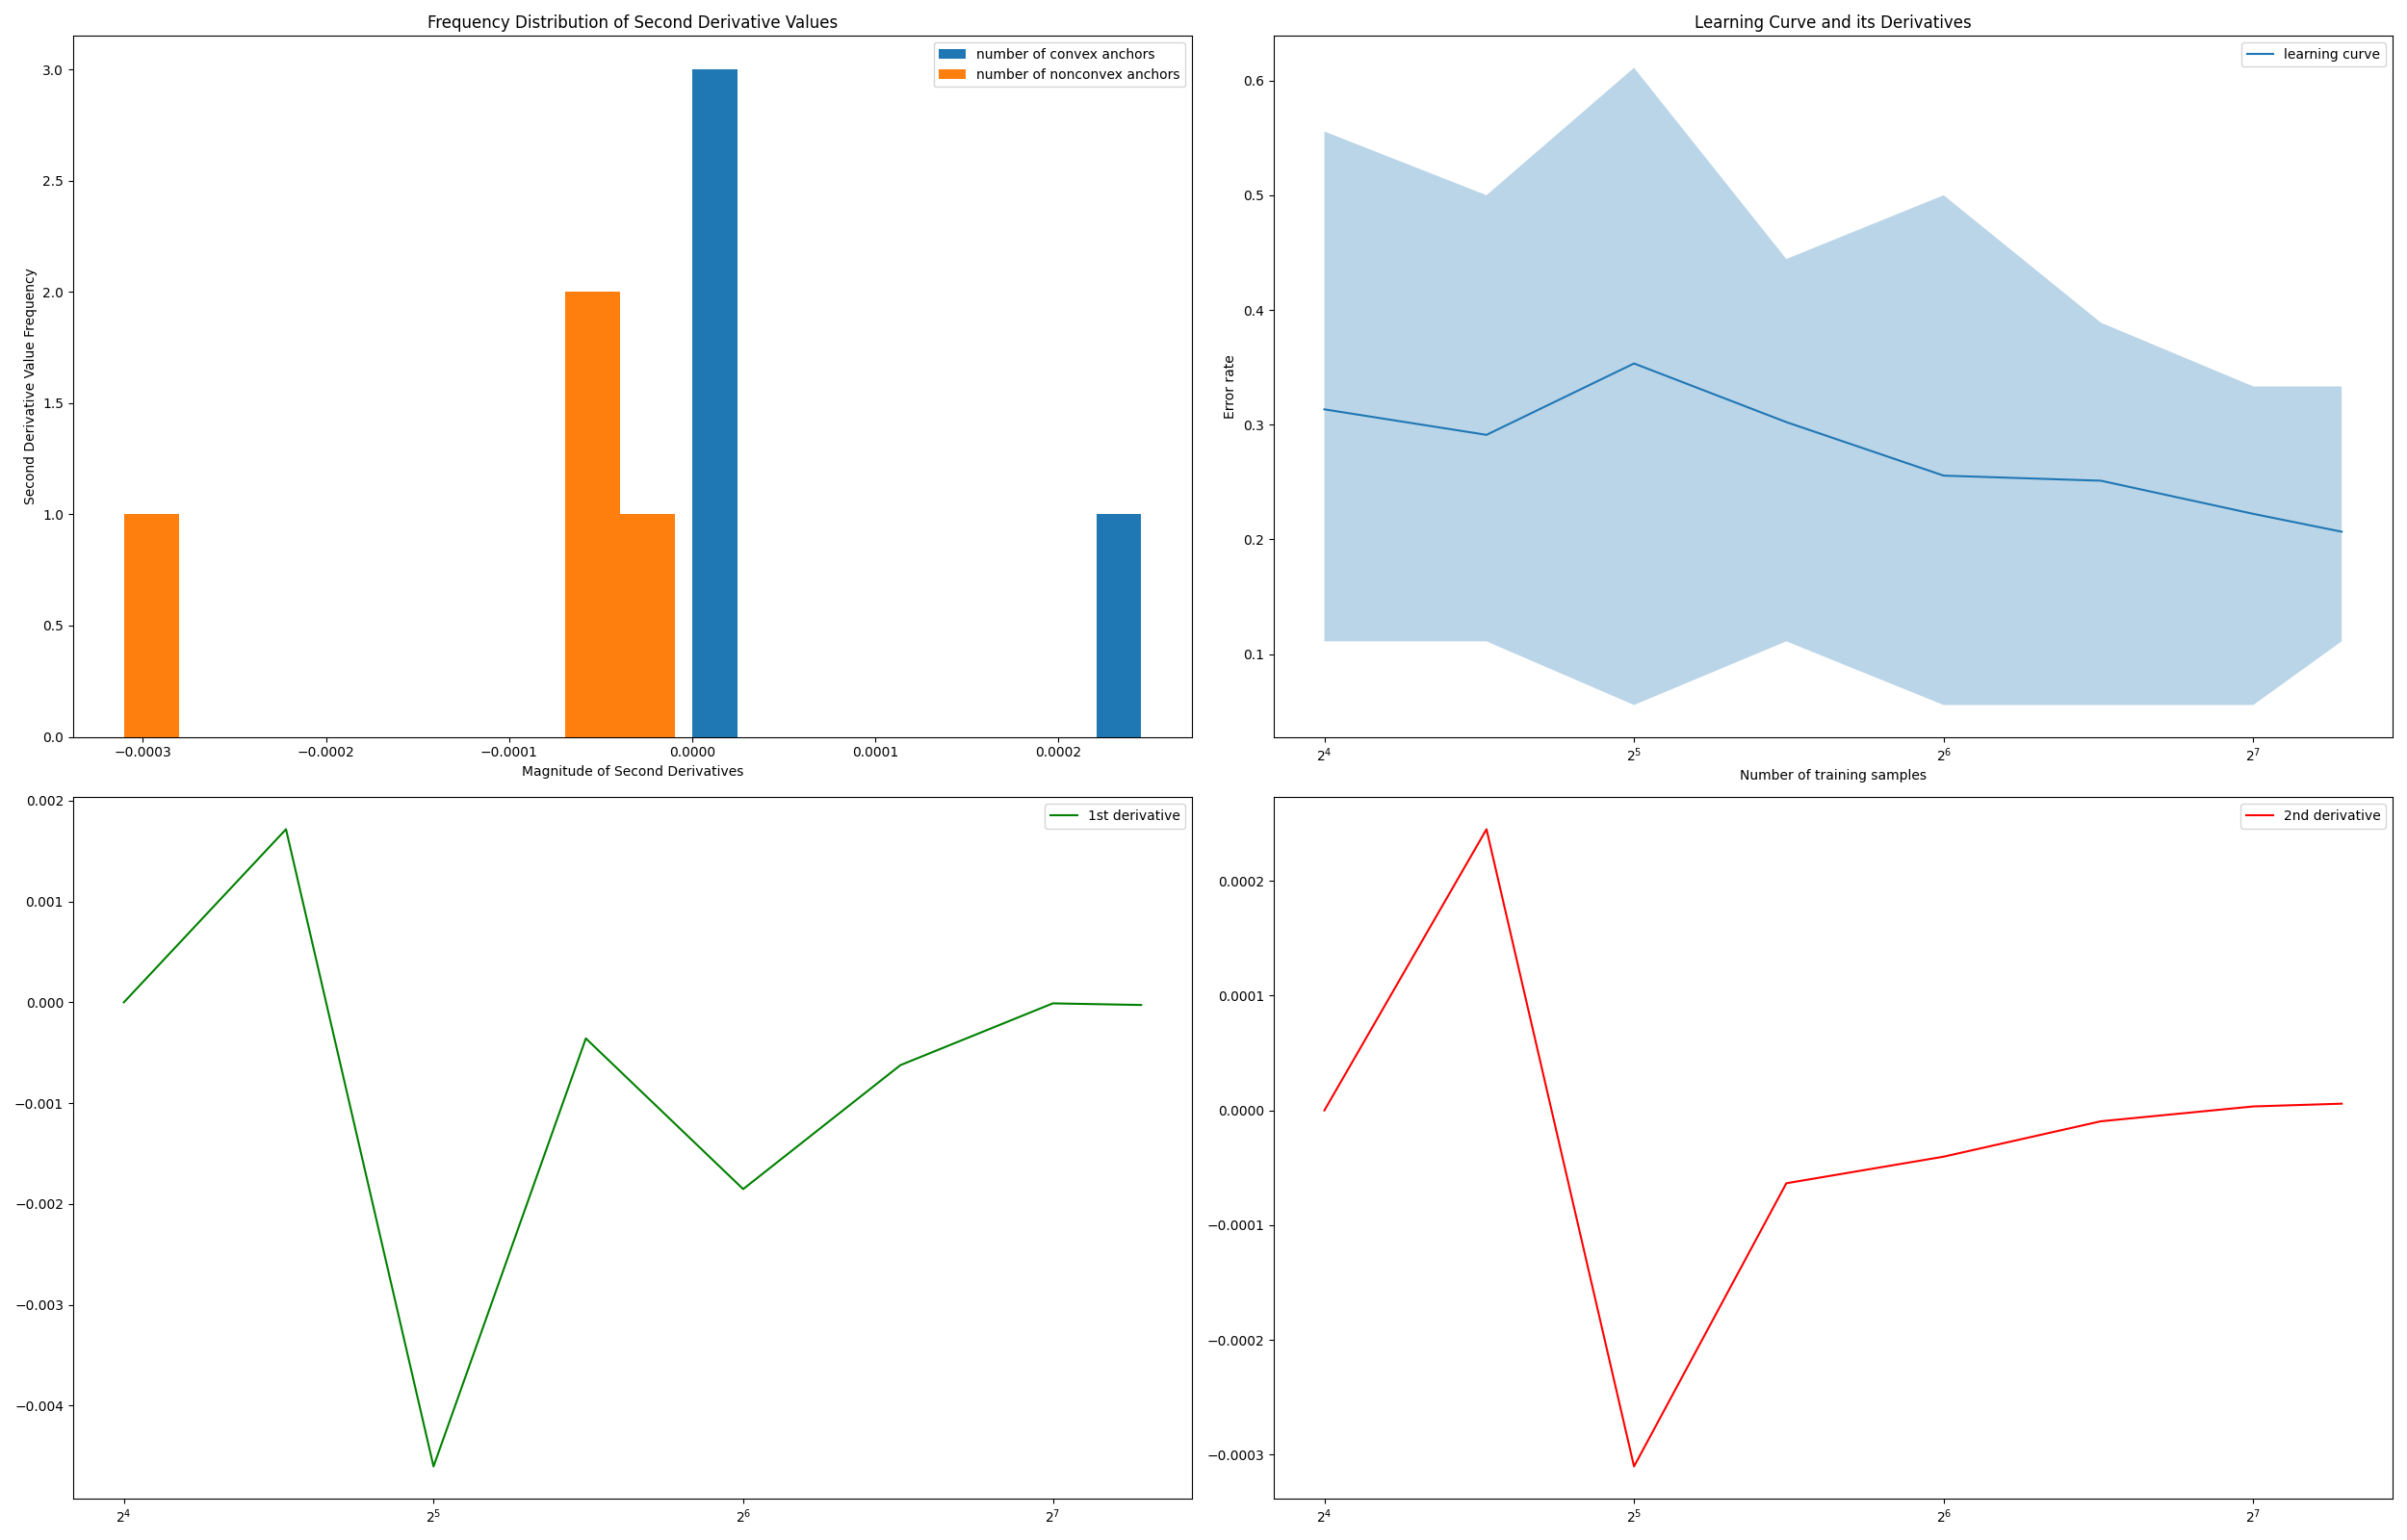 Frequency Distribution of Second Derivative Values
number of convex anchors
number of nonconvex anchors
3.0
2.5
2.0
1.5
1.0
0.5
0.0
Second Derivative Value Frequency
−0.0003 −0.0002 −0.0001 0.0000 0.0001 0.0002
Magnitude of Second Derivatives
Learning Curve and its Derivatives
learning curve
0.6
0.5
0.4
0.3
0.2
0.1
Error rate
2⁴ 2⁵ 2⁶ 2⁷
Number of training samples
1st derivative
0.002
0.001
0.000
−0.001
−0.002
−0.003
−0.004
2⁴ 2⁵ 2⁶ 2⁷
2nd derivative
0.0002
0.0001
0.0000
−0.0001
−0.0002
−0.0003
2⁴ 2⁵ 2⁶ 2⁷